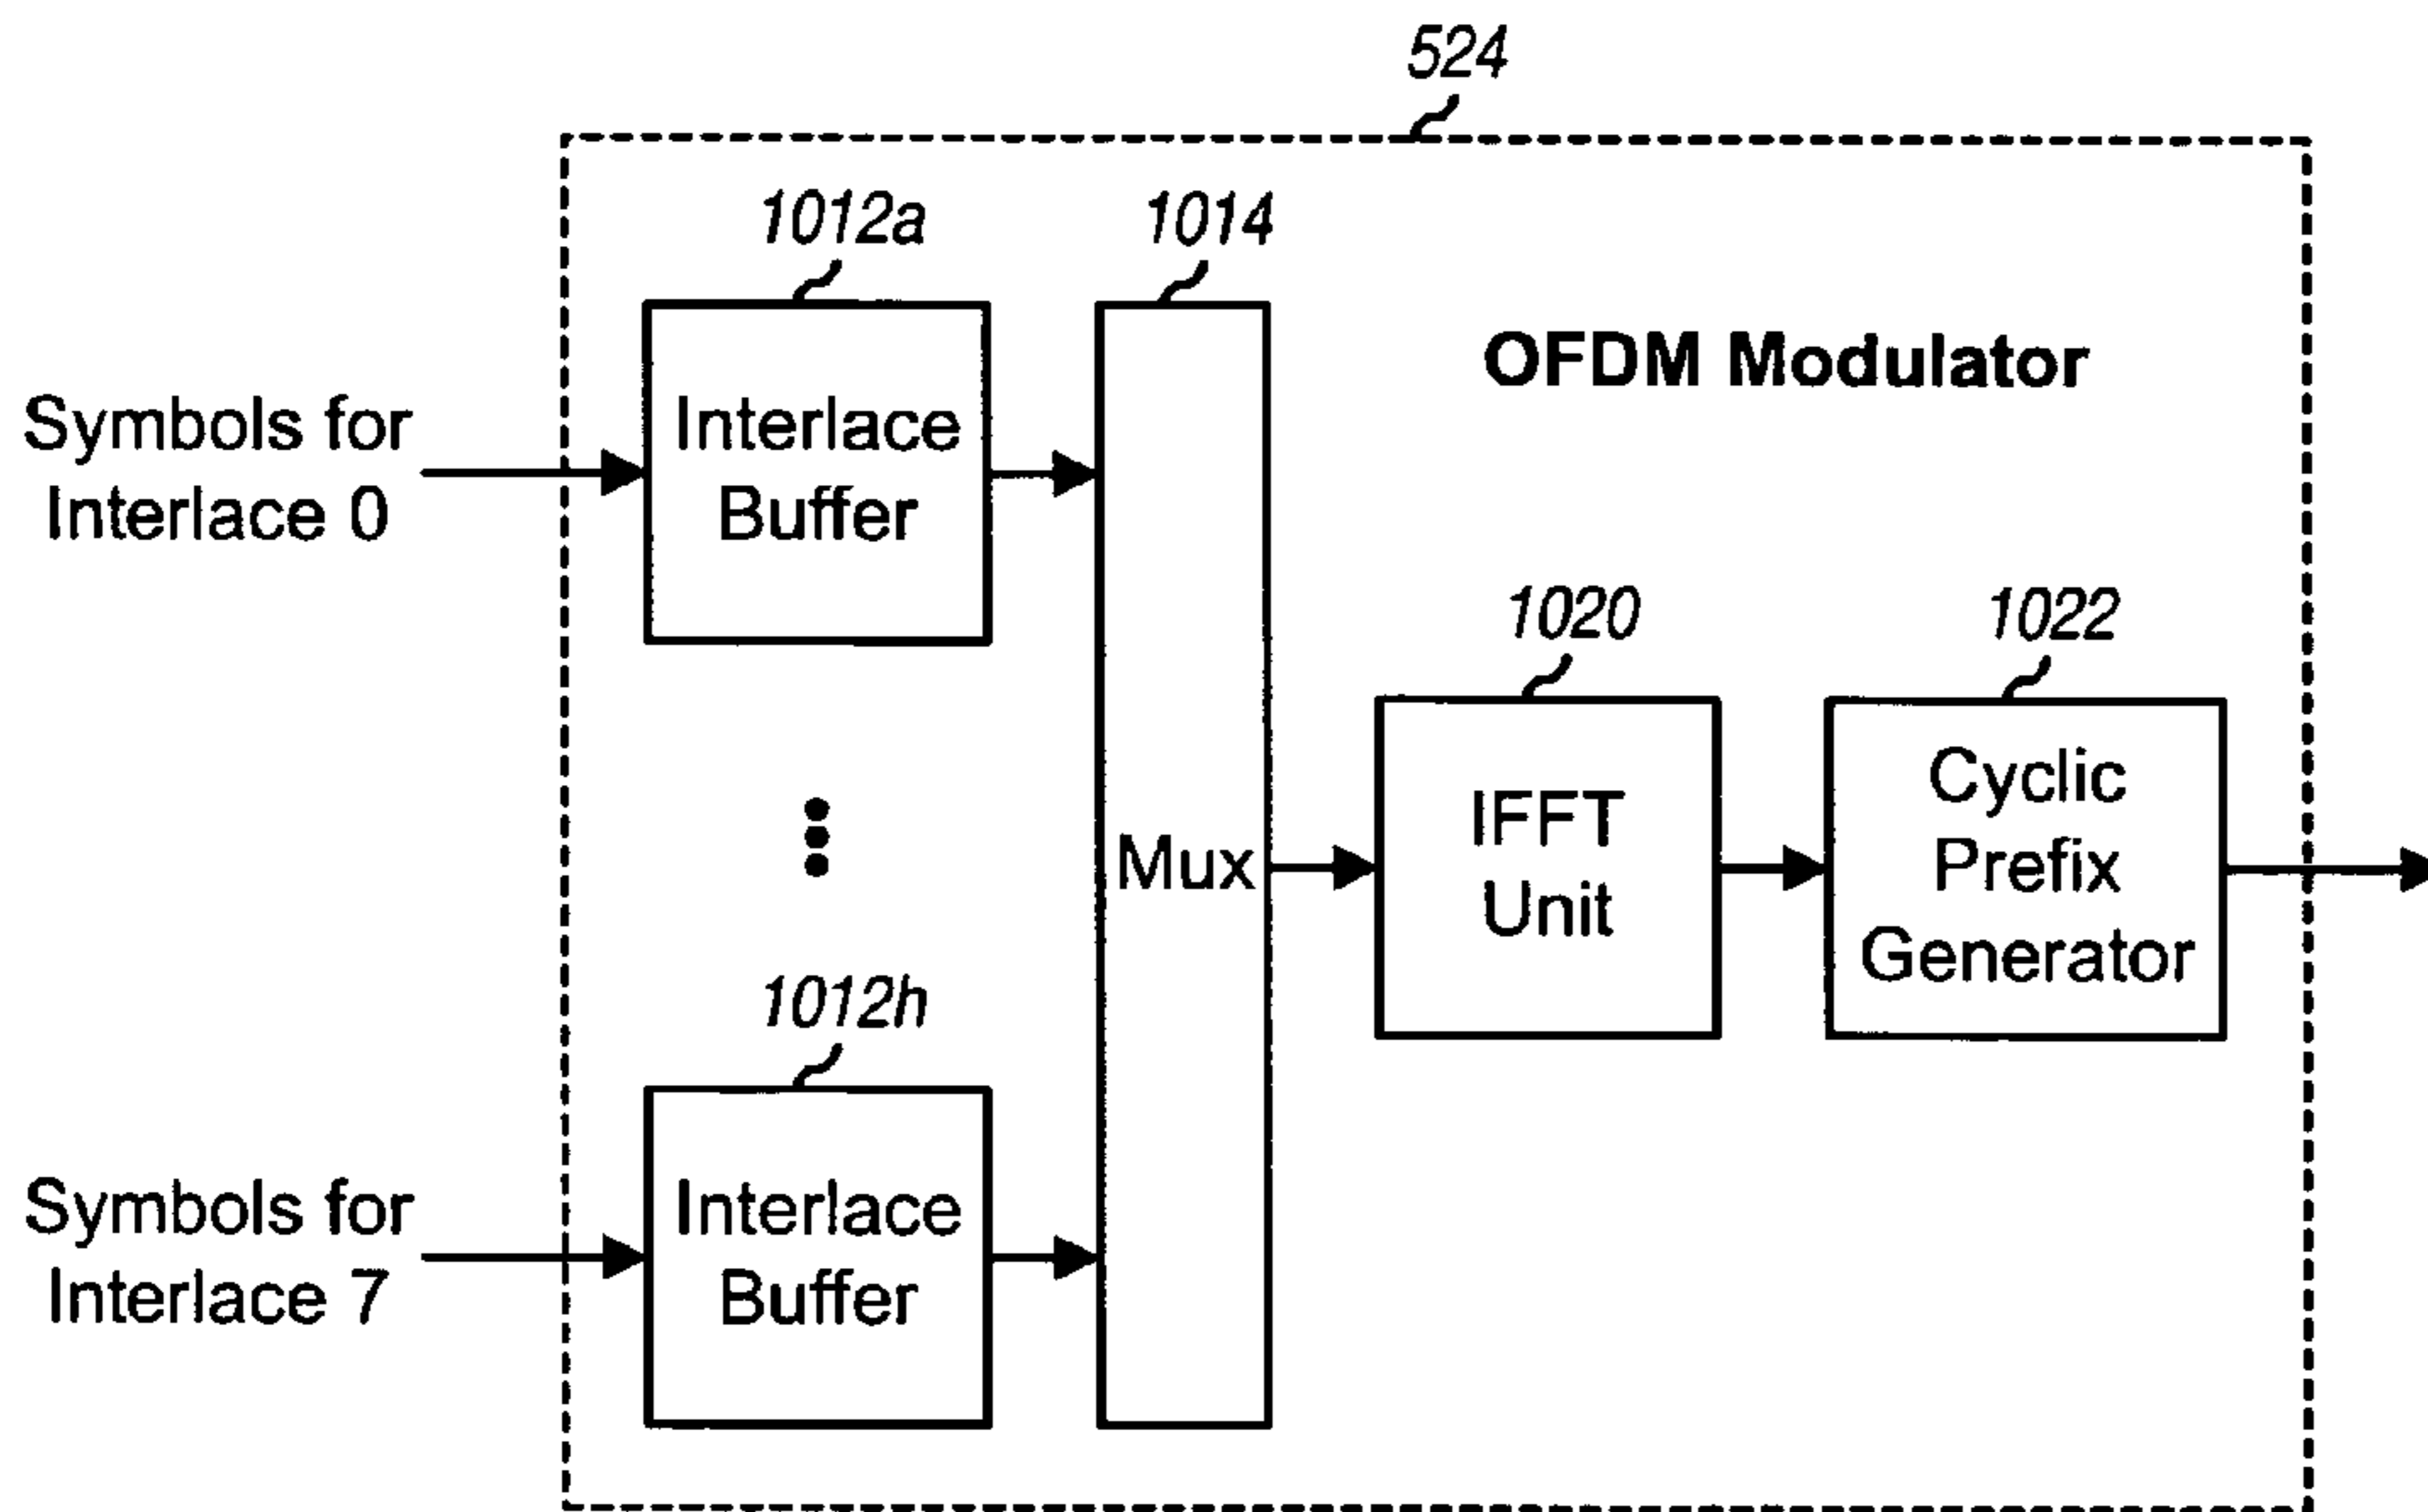 524
1012a
1014
OFDM Modulator
Symbols for
Interlace 0
Interlace
Buffer
1020
1022
Mux
IFFT
Unit
Cyclic
Prefix
Generator
1012h
Symbols for
Interlace 7
Interlace
Buffer